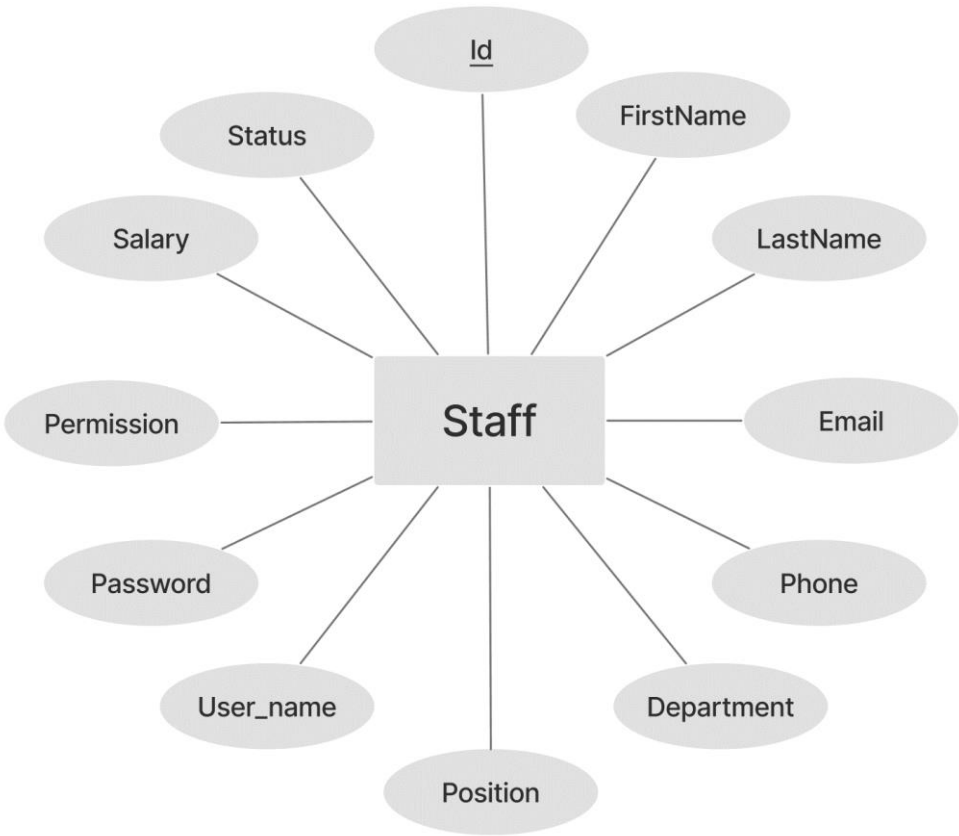 Id
FirstName
Status
Salary
LastName
Staff
Permission
Email
Password
Phone
User_name
Department
Position